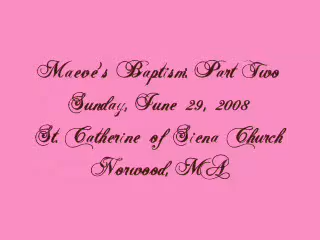 Maeve's Baptism, Part Two
Sunday, June 29, 2008
St. Catherine of Siena Church
Norwood, MA